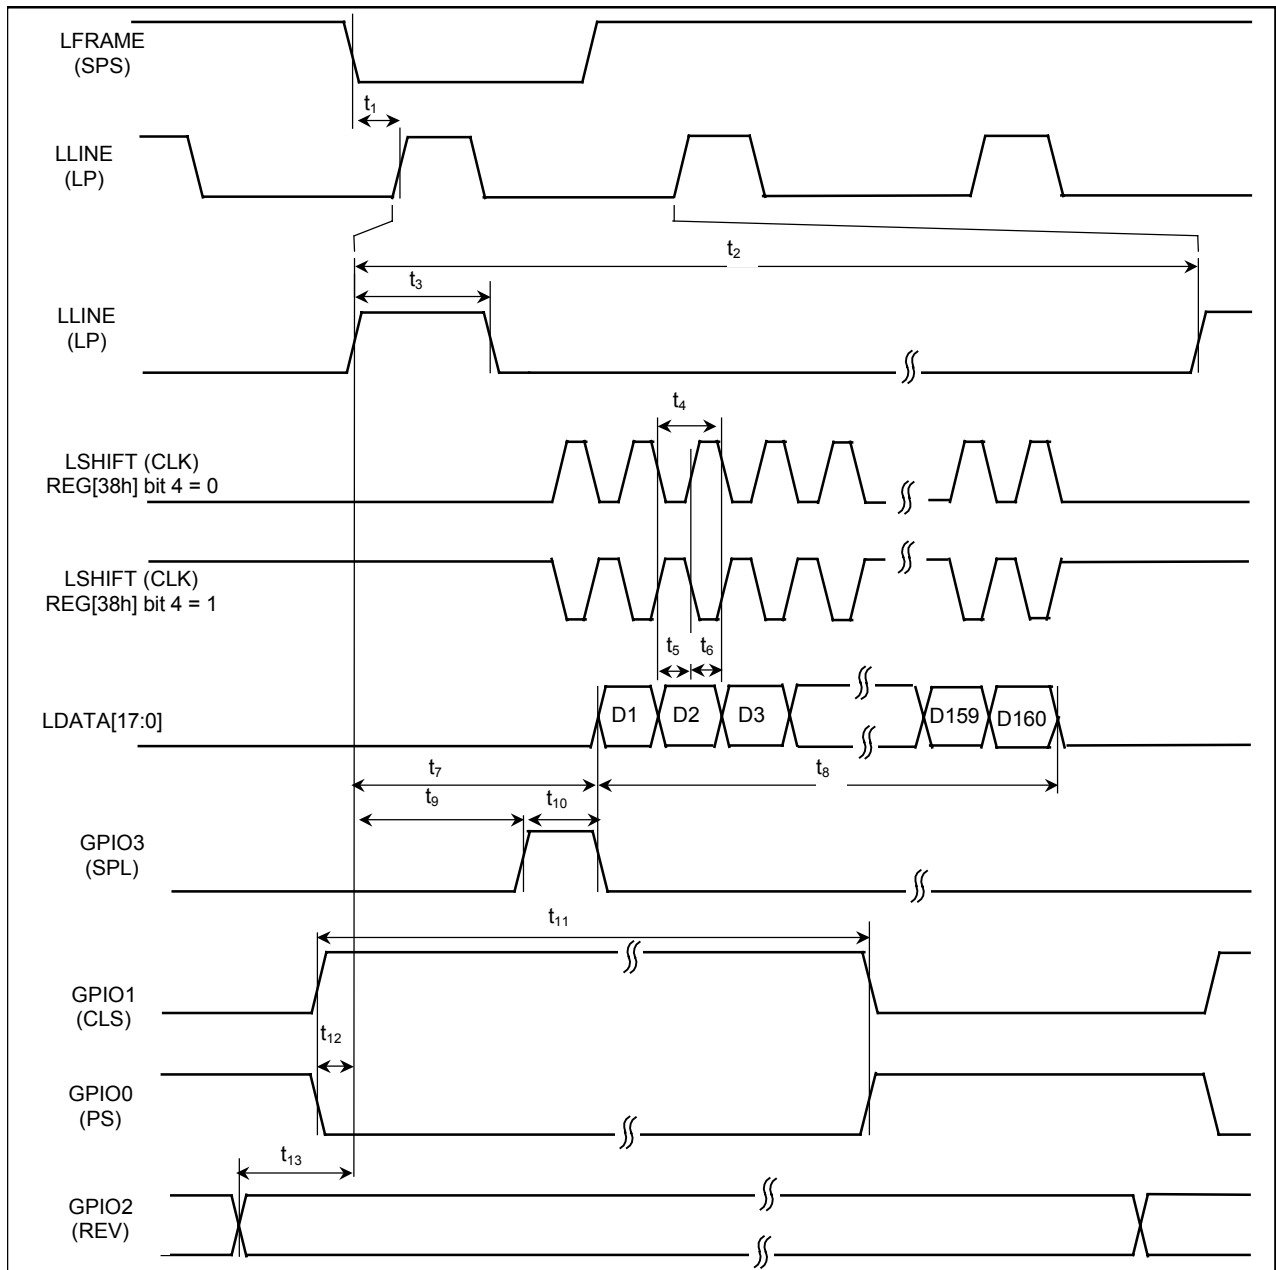 LFRAME
(SPS)
t1
LLINE
(LP)
t2
t3
LLINE
(LP)
t4
LSHIFT (CLK)
REG[38h] bit 4 = 0
LSHIFT (CLK)
REG[38h] bit 4 = 1
t5 t6
LDATA[17:0]
D1 D2 D3 D159 D160
t7 t8
t9 t10
GPIO3
(SPL)
t11
GPIO1
(CLS)
t12
GPIO0
(PS)
t13
GPIO2
(REV)